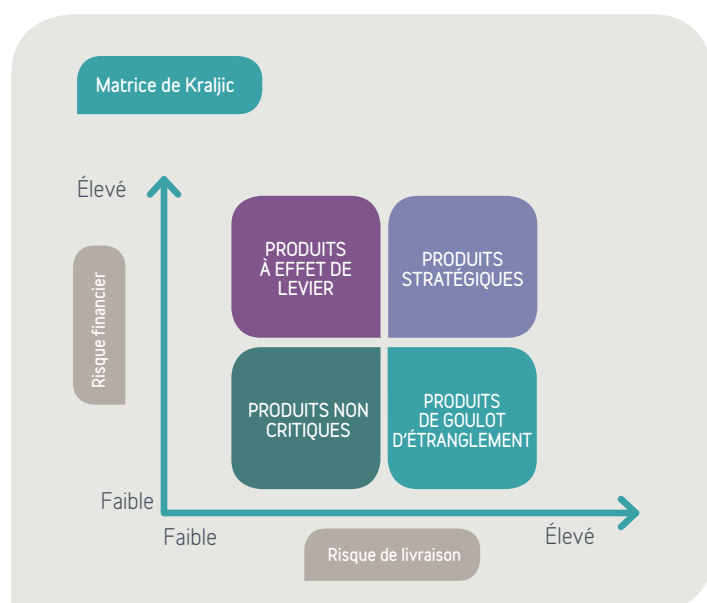 Matrice de Kraljic
Élevé
Risque financier
PRODUITS
À EFFET DE
LEVIER
PRODUITS
STRATÉGIQUES
PRODUITS NON
CRITIQUES
PRODUITS
DE GOULOT
D'ÉTRANGLEMENT
Faible
Faible
Risque de livraison
Élevé